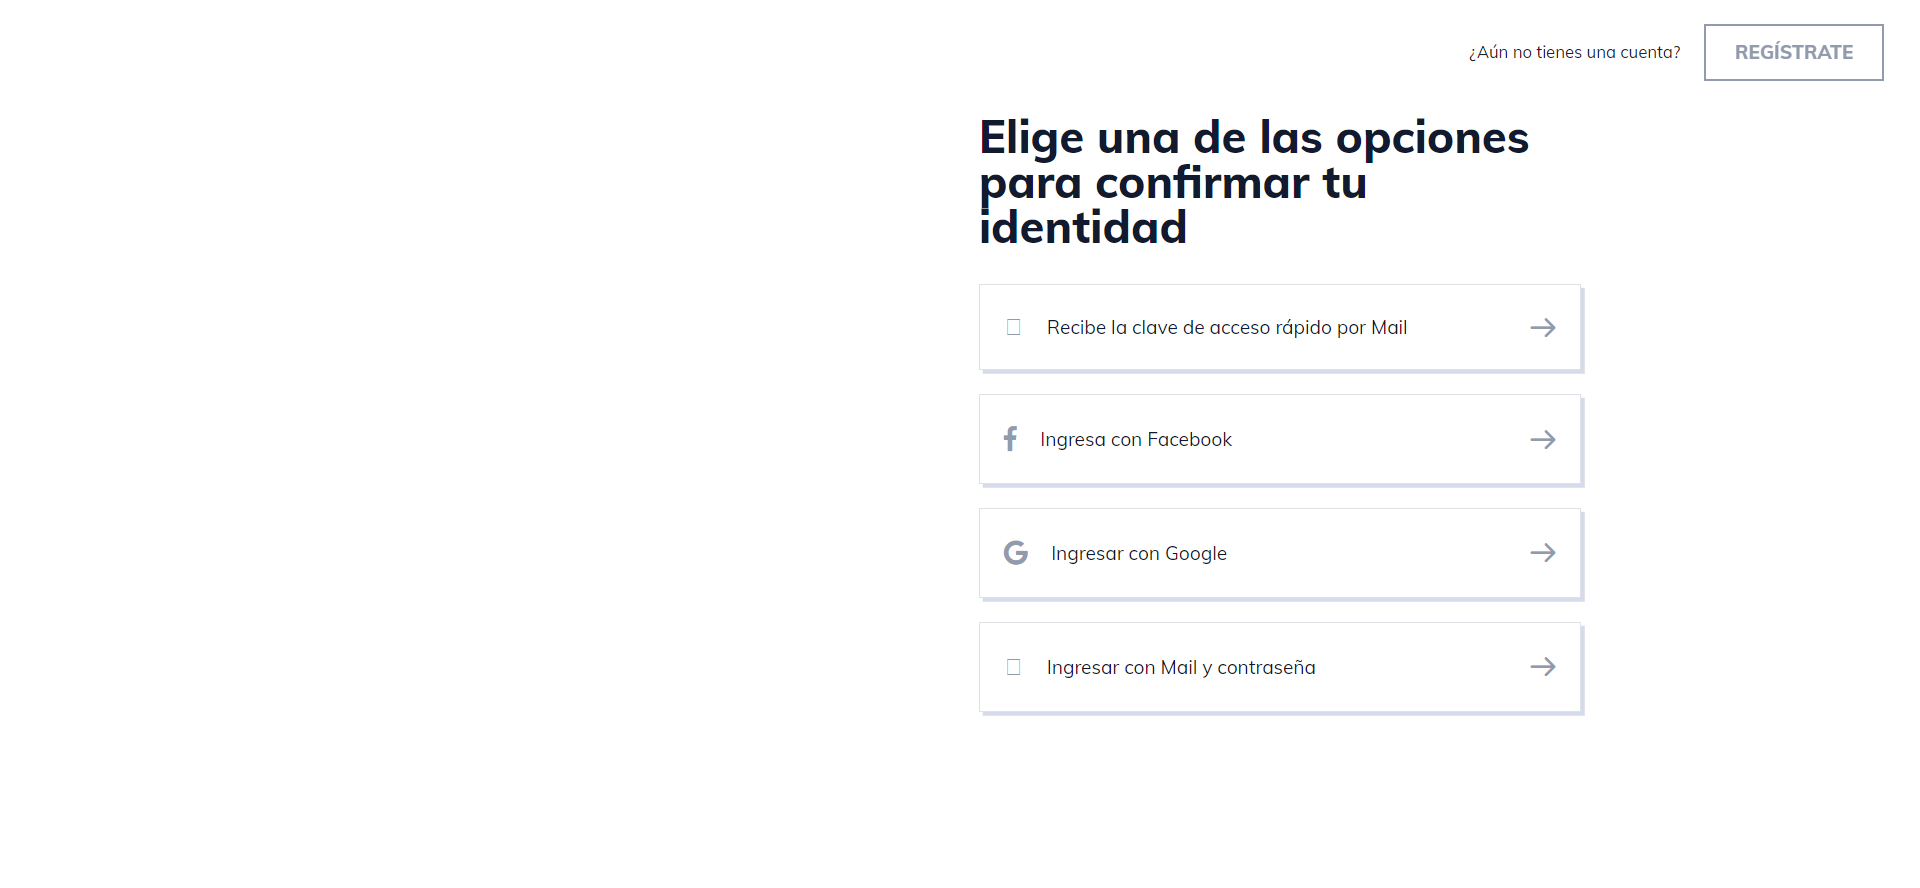 ¿Aún no tienes una cuenta?
REGÍSTRATE
Elige una de las opciones
para confirmar tu
identidad
Recibe la clave de acceso rápido por Mail
Ingresa con Facebook
Ingresar con Google
Ingresar con Mail y contraseña